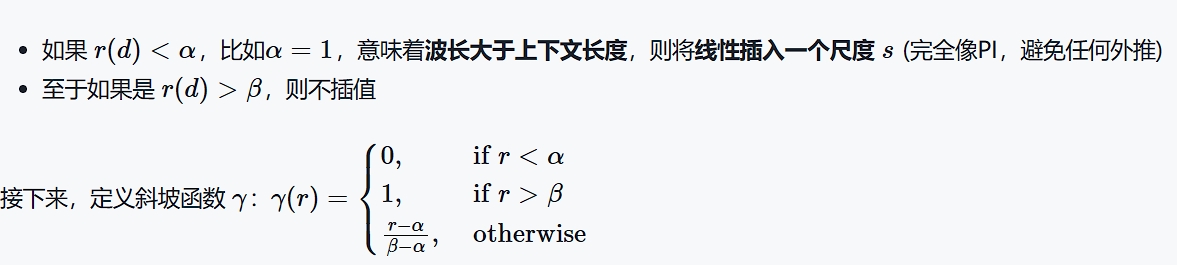 • 如果 r(d) < α，比如α = 1，意味着波长大于上下文长度，则将线性插入一个尺度 s (完全像PI，避免任何外推)
• 至于如果是 r(d) > β，则不插值
接下来，定义斜坡函数 γ：γ(r) = { 0, if r < α
1, if r > β
\frac{r−α}{β−α}, otherwise